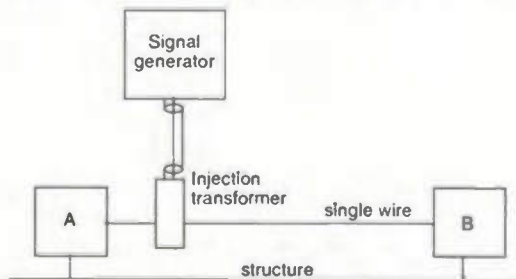 Signal
generator
Injection
transformer
A
single wire
B
structure